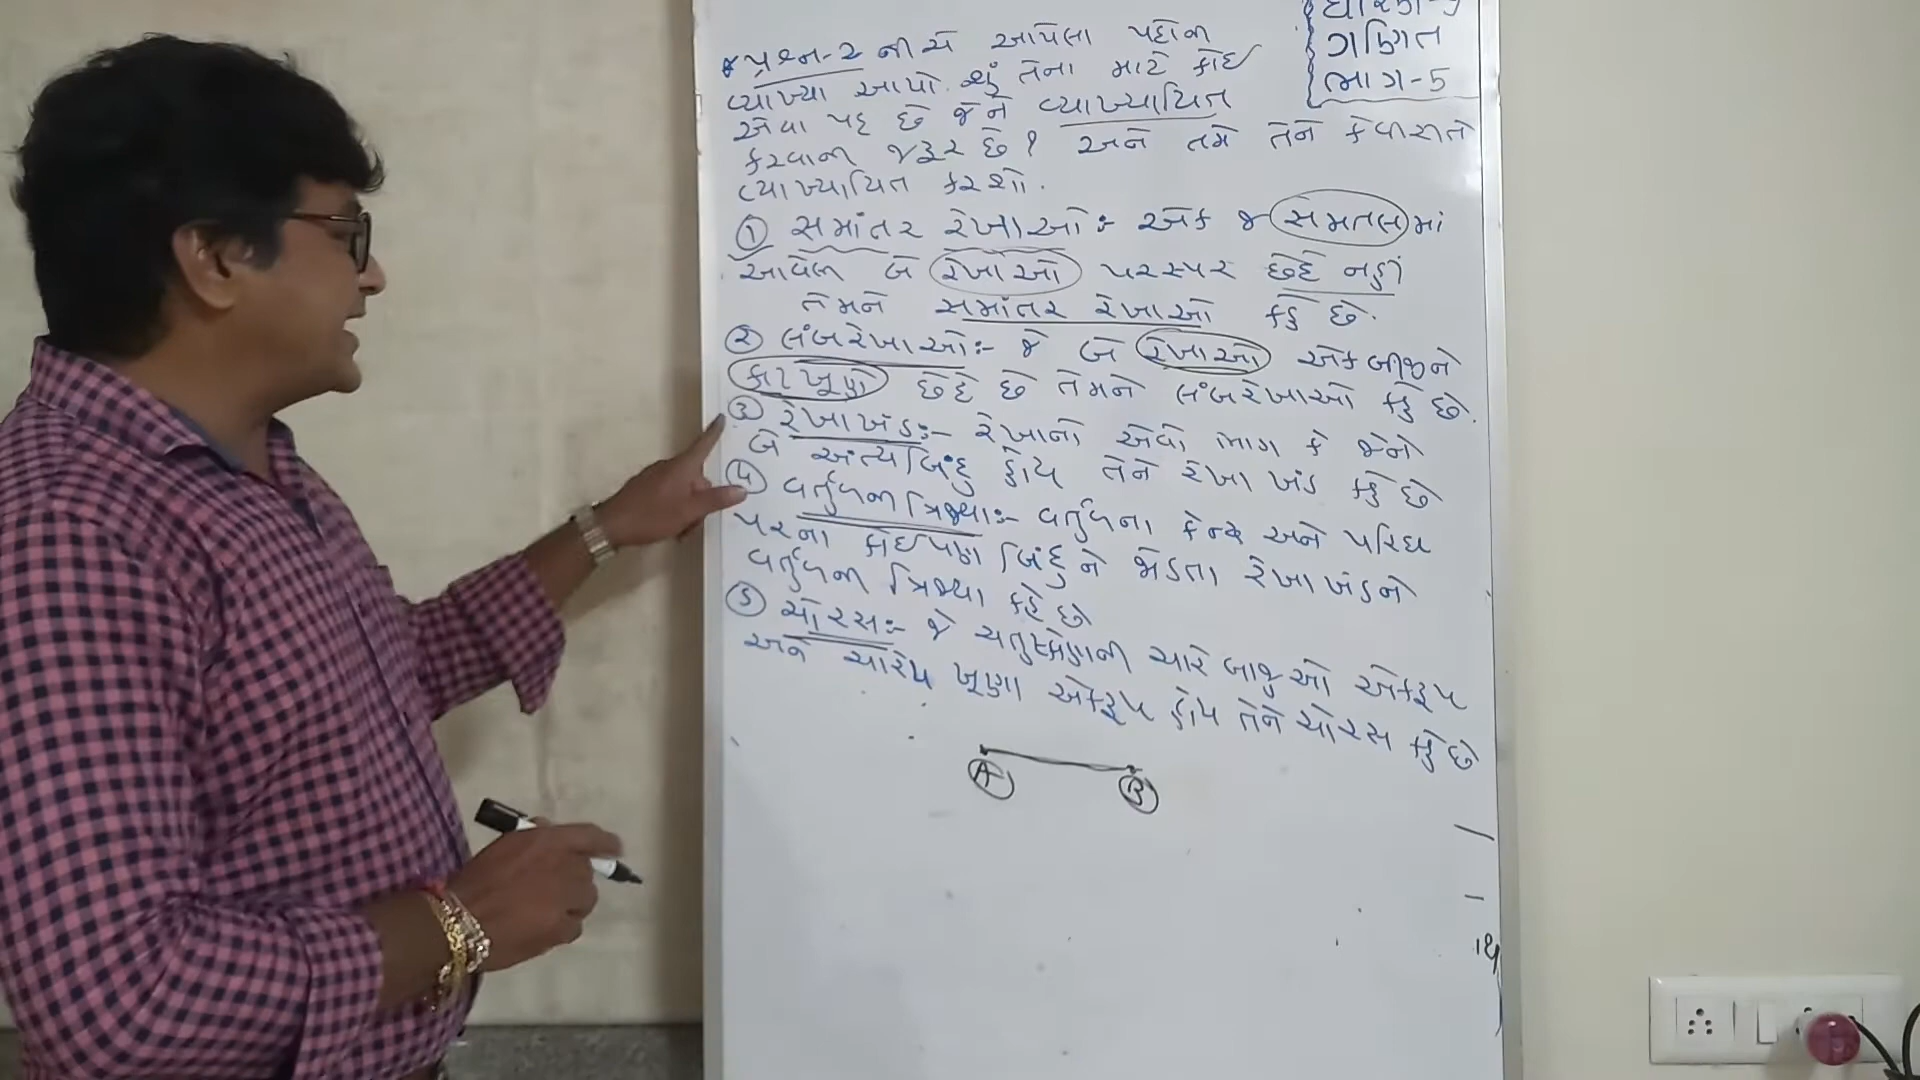 ધોરણ-9
ગણિત
ભાગ-5
* પ્રશ્ન-2 નીચે આપેલા પદોની
વ્યાખ્યા આપો. શું તેના માટે કોઈ
એવા પદ છે જેને વ્યાખ્યાયિત
કરવાની જરૂર છે? અને તમે તેને કેવીરીતે
વ્યાખ્યાયિત કરશો.
① સમાંતર રેખાઓ:- એક જ સમતલમાં
આવેલી બે રેખાઓ પરસ્પર છેદે નહીં
તેમને સમાંતર રેખાઓ કહે છે.
② લંબરેખાઓ:- જે બે રેખાઓ એકબીજીને
કાટખૂણે છેદે છે તેમને લંબરેખાઓ કહે છે.
③ રેખાખંડ:- રેખાનો એવો ભાગ કે જેને
બે અંત્યબિંદુ હોય તેને રેખા ખંડ કહે છે
④ વર્તુળની ત્રિજ્યા:- વર્તુળના કેન્દ્ર અને પરિઘ
પરના કોઈપણ બિંદુને જોડતા રેખાખંડને
વર્તુળની ત્રિજ્યા કહે છે
⑤ ચોરસ:- જે ચતુષ્કોણની ચારે બાજુઓ એકરૂપ
અને ચારેય ખૂણા એકરૂપ હોય તેને ચોરસ કહે છે
A B